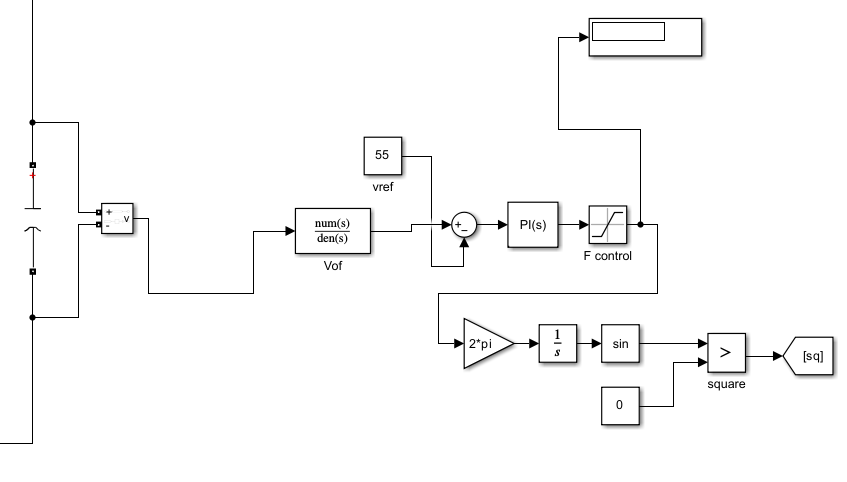 55
vref
+
v
-
num(s)
den(s)
Vof
+
-
PI(s)
F control
2*pi
1
s
sin
>
[sq]
square
0